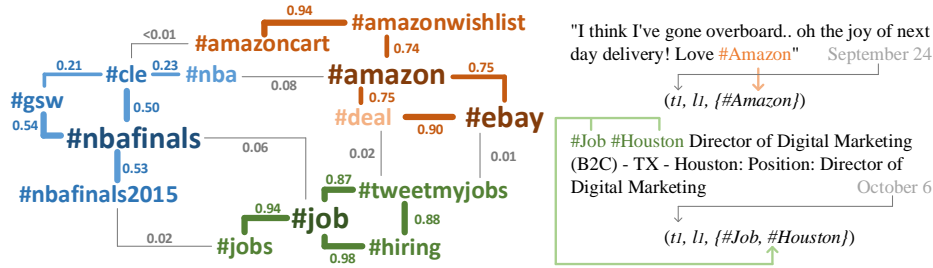 0.94
#amazonwishlist
<0.01
#amazoncart
0.74
0.21
#cle
0.23
#nba
#amazon
0.75
0.08
#gsw
0.50
0.75
0.54
#deal
#ebay
0.90
#nbafinals
0.06
0.53
0.02
0.01
#nbafinals2015
0.87
#tweetmyjobs
0.94
#job
0.88
0.02
#jobs
#hiring
0.98
"I think I've gone overboard.. oh the joy of next
day delivery! Love #Amazon"
September 24
(t1, l1, {#Amazon})
#Job #Houston Director of Digital Marketing
(B2C) - TX - Houston: Position: Director of
Digital Marketing
October 6
(t1, l1, {#Job, #Houston})